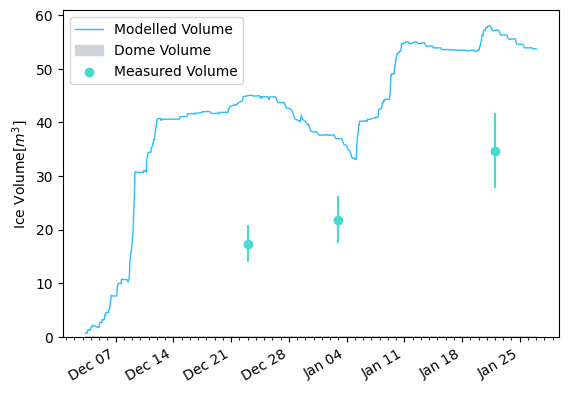 Modelled Volume
Dome Volume
Measured Volume
Ice Volume[$m^3$]
60
50
40
30
20
10
0
Dec 07
Dec 14
Dec 21
Dec 28
Jan 04
Jan 11
Jan 18
Jan 25